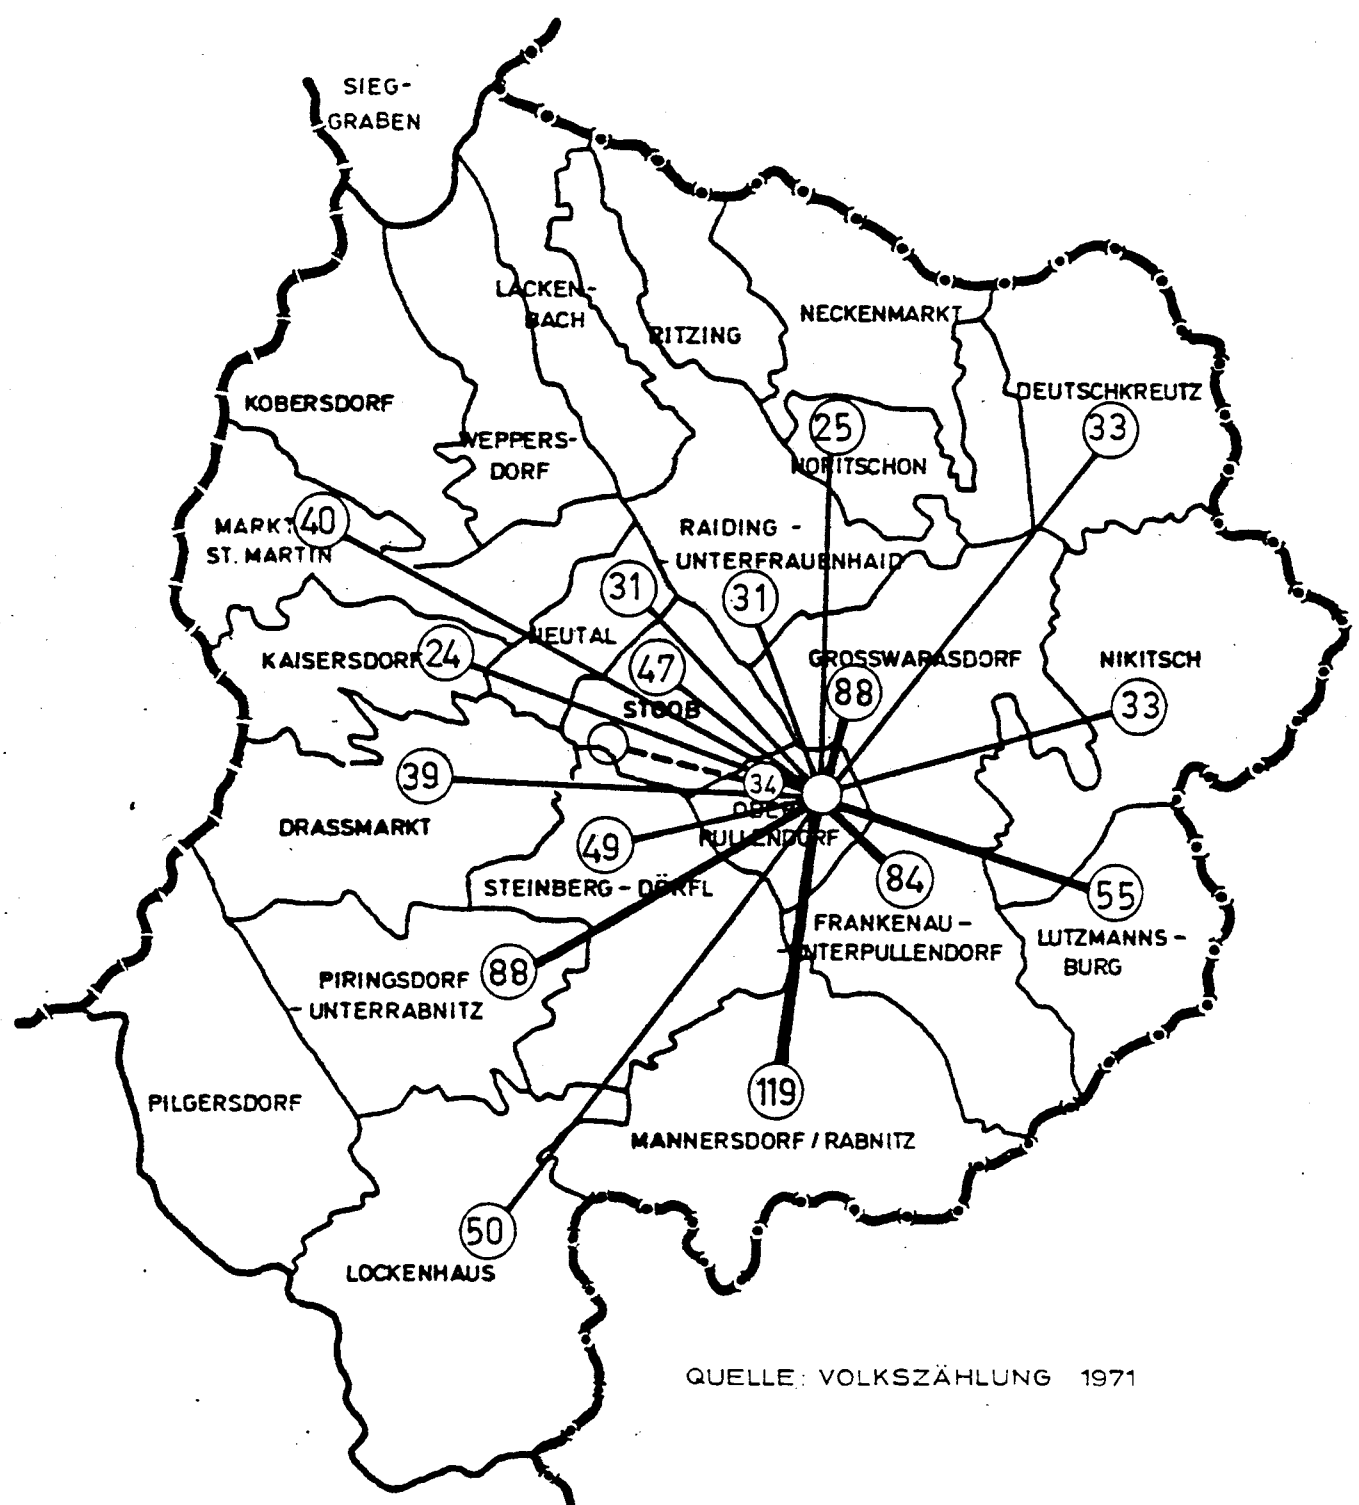 SIEG-
GRABEN
LACKEN-
BACH
RITZING
NECKENMARKT
DEUTSCHKREUTZ
33
KOBERSDORF
25
HORITSCHON
WEPPERS-
DORF
MARKT
40
ST. MARTIN
RAIDING -
- UNTERFRAUENHAID
31
31
NEUTAL
KAISERSDORF
24
47
STOOB
GROSSWARASDORF
88
NIKITSCH
33
39
34
OBER
PULLENDORF
DRASSMARKT
49
STEINBERG - DÖRFL
84
55
FRANKENAU -
- UNTERPULLENDORF
LUTZMANNS -
BURG
PIRINGSDORF
88
- UNTERRABNITZ
PILGERSDORF
119
MANNERSDORF / RABNITZ
50
LOCKENHAUS
QUELLE: VOLKSZÄHLUNG 1971